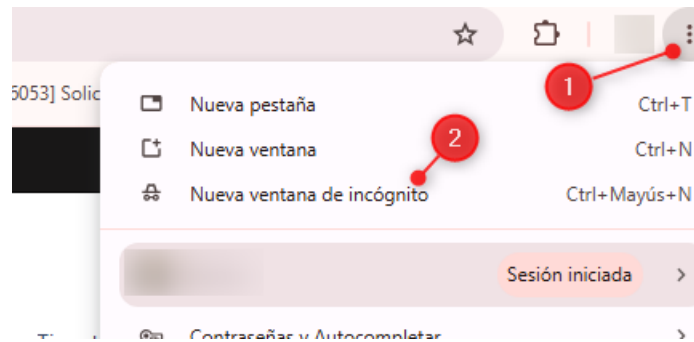 6053] Solic
1
Nueva pestaña Ctrl+T
Nueva ventana Ctrl+N
2
Nueva ventana de incógnito Ctrl+Mayús+N
Sesión iniciada
Contraseñas y Autocompletar